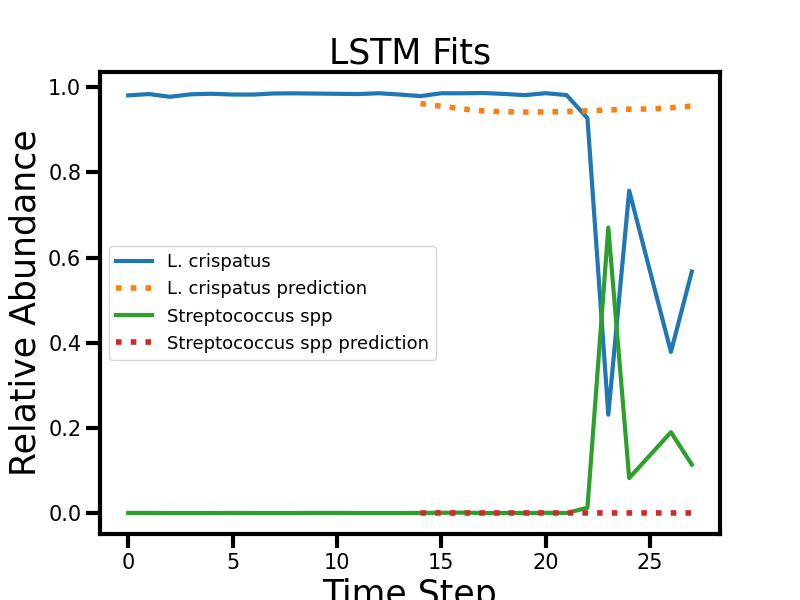 LSTM Fits
Relative Abundance
1.0
0.8
0.6
0.4
0.2
0.0
L. crispatus
L. crispatus prediction
Streptococcus spp
Streptococcus spp prediction
0 5 10 15 20 25
Time Step